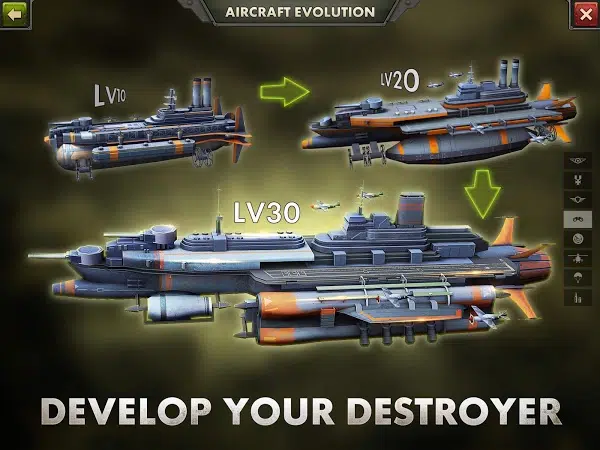 AIRCRAFT EVOLUTION
LV10
LV20
LV30
DEVELOP YOUR DESTROYER